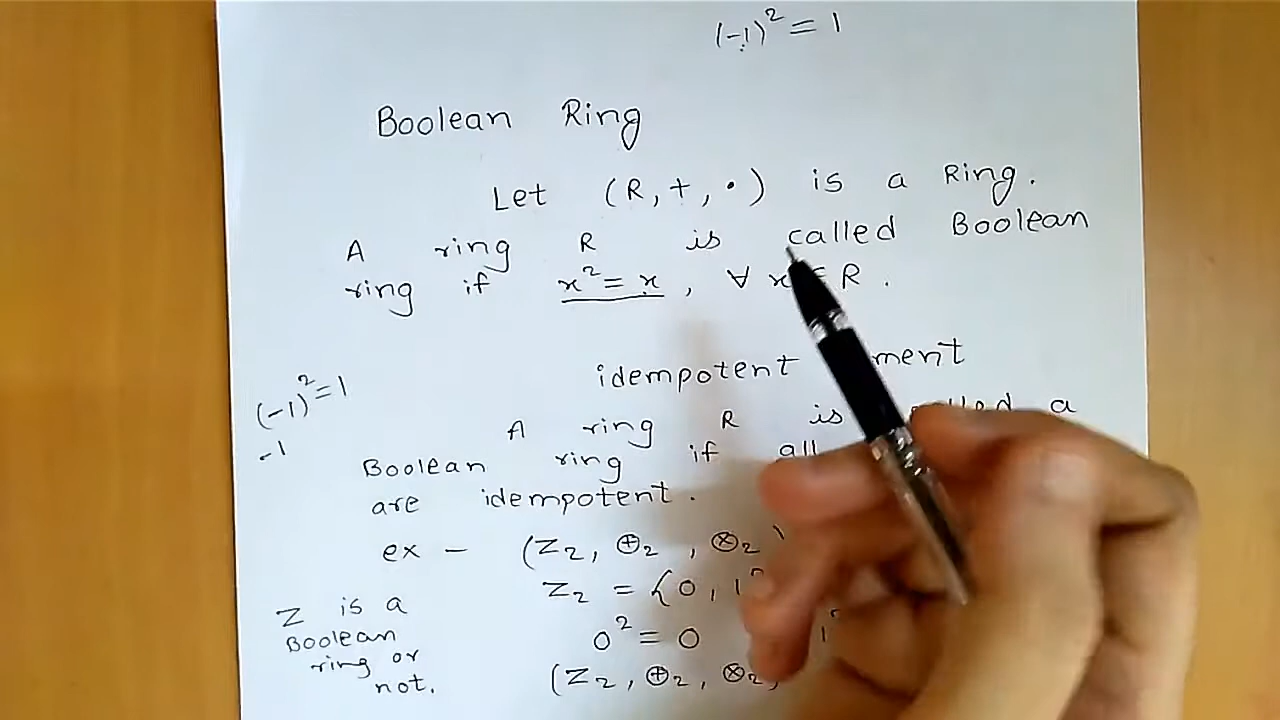 (-1)² = 1
Boolean Ring
Let (R, +, •) is a Ring.
A ring R is called Boolean
ring if x² = x, ∀ x ∈ R.
idempotent
(-1)² = 1
-1
A ring R is a
Boolean ring if all
are idempotent.
ex - (Z₂, ⊕₂, ⊗₂
Z₂ = {0, 1
0² = 0
(Z₂, ⊕₂, ⊗₂)
Z is a
Boolean
ring or
not.